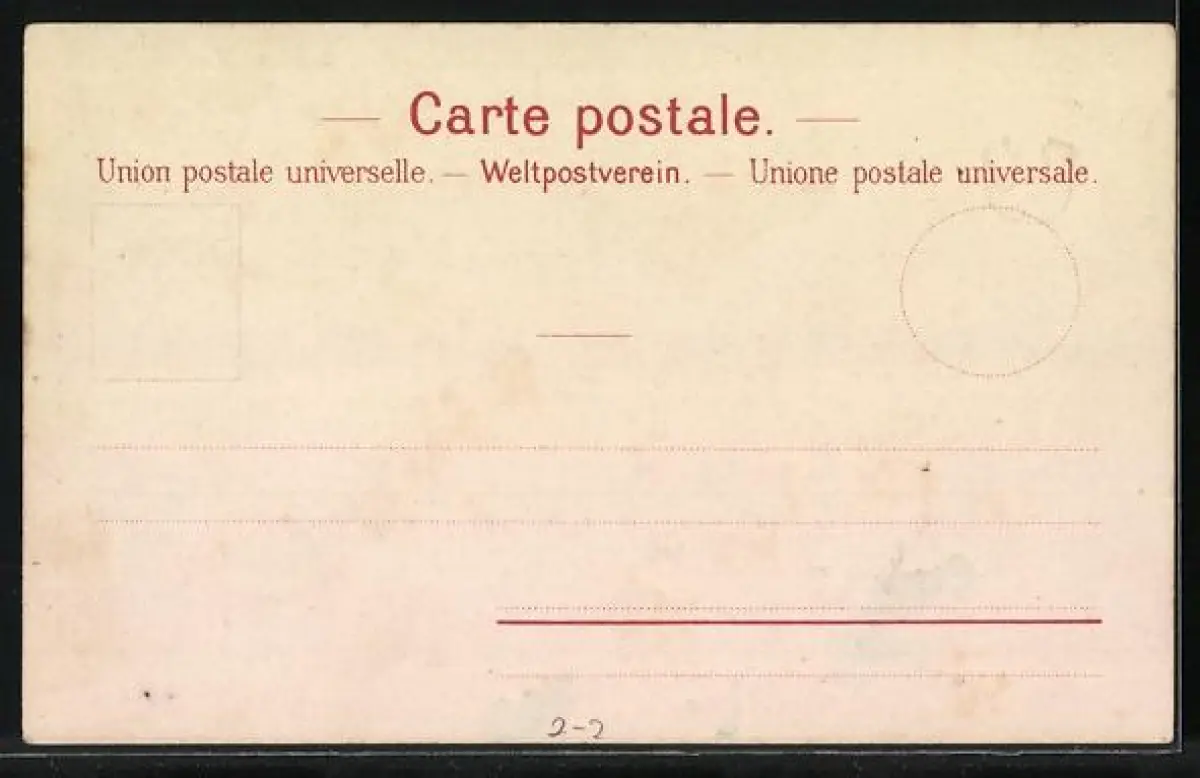 — Carte postale. —
Union postale universelle. — Weltpostverein. — Unione postale universale.
2-2